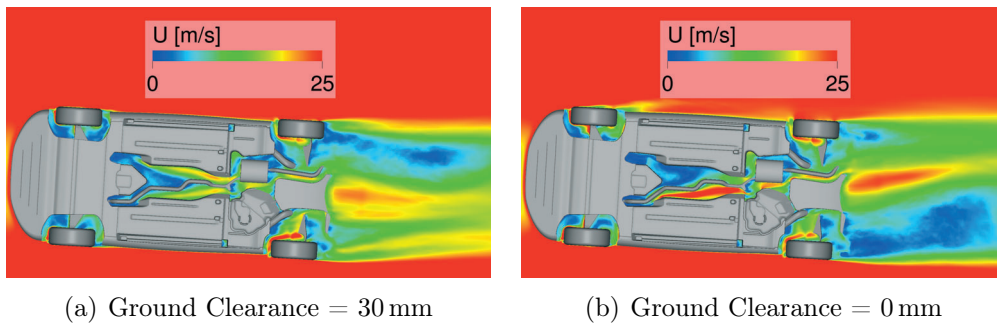 U [m/s]
0 25
U [m/s]
0 25
(a) Ground Clearance = 30 mm
(b) Ground Clearance = 0 mm